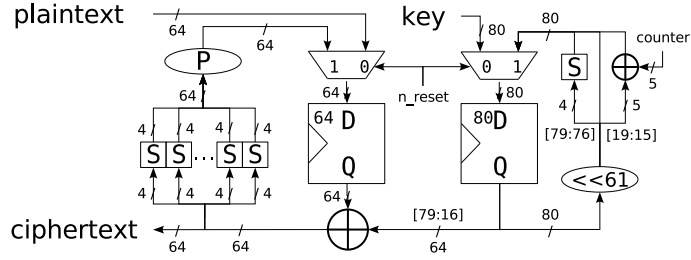 plaintext 64 64 key 80 80 counter
P 1 0 0 1 S 5
64 64 n_reset 80 4 5
4 4 4 4 64 D 80 D [79:76] [19:15]
S S ... S S Q Q <<61
4 4 4 4 64 [79:16] 80
ciphertext 64 64 64